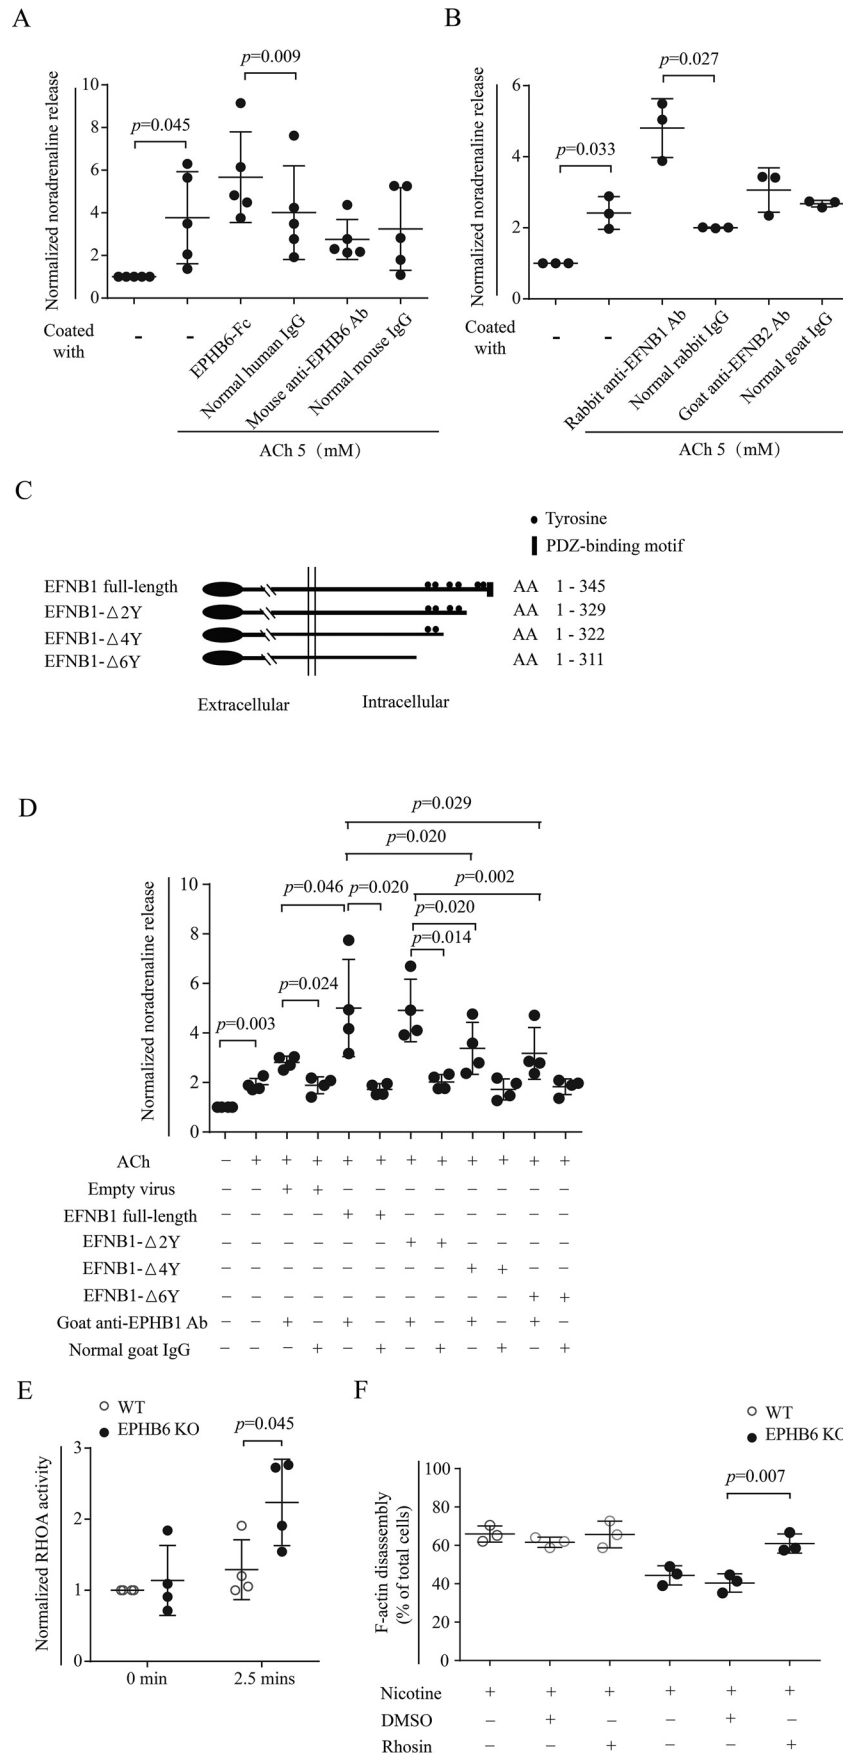 A
B
Normalized noradrenaline release
10
8
6
4
2
0
p=0.045
p=0.009
Coated
with
-
-
EPHB6-Fc
Normal human IgG
Mouse anti-EPHB6 Ab
Normal mouse IgG
ACh 5（mM）
Normalized noradrenaline release
6
4
2
0
p=0.033
p=0.027
Coated
with
-
-
Rabbit anti-EFNB1 Ab
Normal rabbit IgG
Goat anti-EFNB2 Ab
Normal goat IgG
ACh 5（mM）
C
Tyrosine
PDZ-binding motif
EFNB1 full-length AA 1 - 345
EFNB1-△2Y AA 1 - 329
EFNB1-△4Y AA 1 - 322
EFNB1-△6Y AA 1 - 311
Extracellular Intracellular
D
Normalized noradrenaline release
10
8
6
4
2
0
p=0.029
p=0.020
p=0.046 p=0.020 p=0.002
p=0.020
p=0.014
p=0.024
p=0.003
ACh − + + + + + + + + + + +
Empty virus − − + + − − − − − − − −
EFNB1 full-length − − − − + + − − − − − −
EFNB1-△2Y − − − − − − + + − − − −
EFNB1-△4Y − − − − − − − − + + − −
EFNB1-△6Y − − − − − − − − − − + +
Goat anti-EPHB1 Ab − − + − + − + − + − + −
Normal goat IgG − − − + − + − + − + − +
E
WT
EPHB6 KO
Normalized RHOA activity
3
2
1
0
p=0.045
0 min 2.5 mins
F
WT
EPHB6 KO
F-actin disassembly
(% of total cells)
100
80
60
40
20
0
p=0.007
Nicotine + + + + + +
DMSO − + − − + −
Rhosin − − + − − +